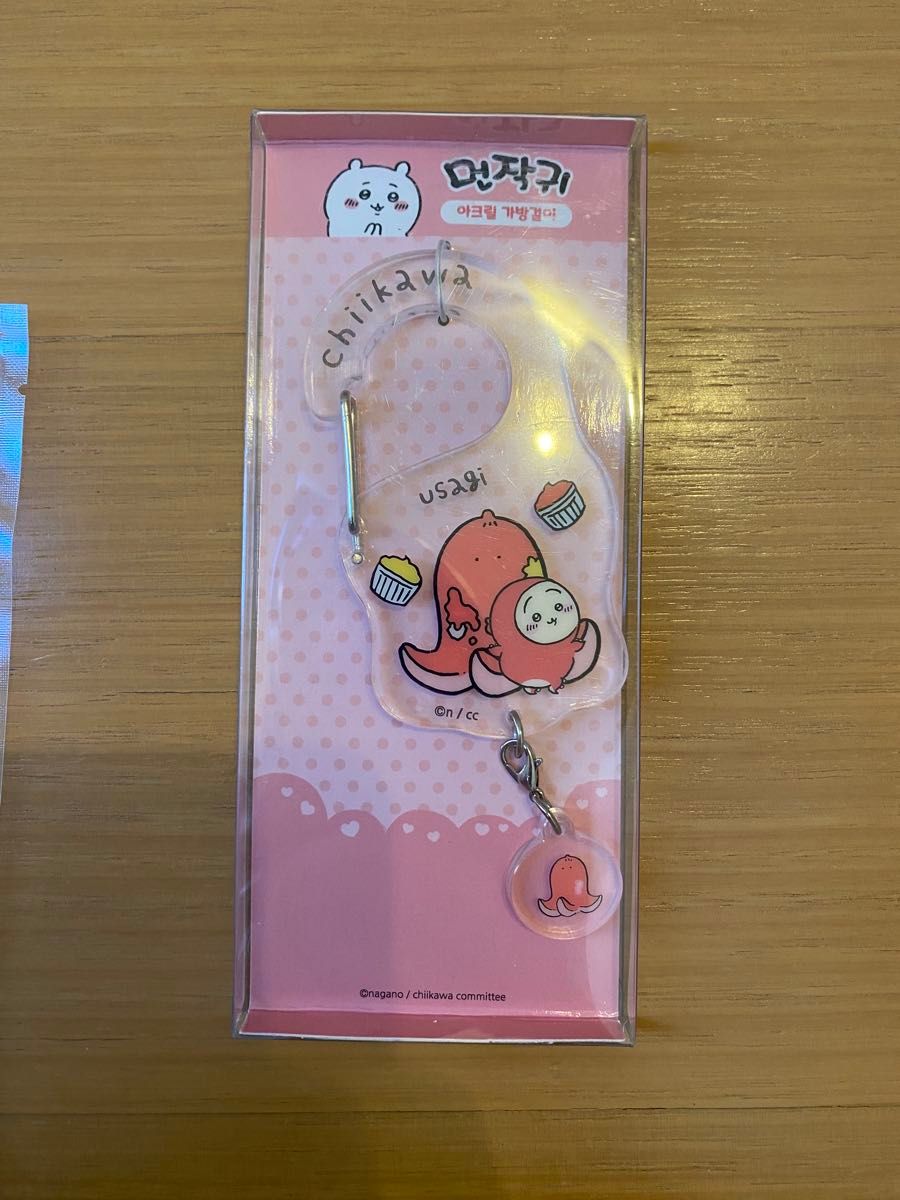 먼작귀
아크릴 가방걸이
chiikawa
usagi
©n / cc
©nagano / chiikawa committee